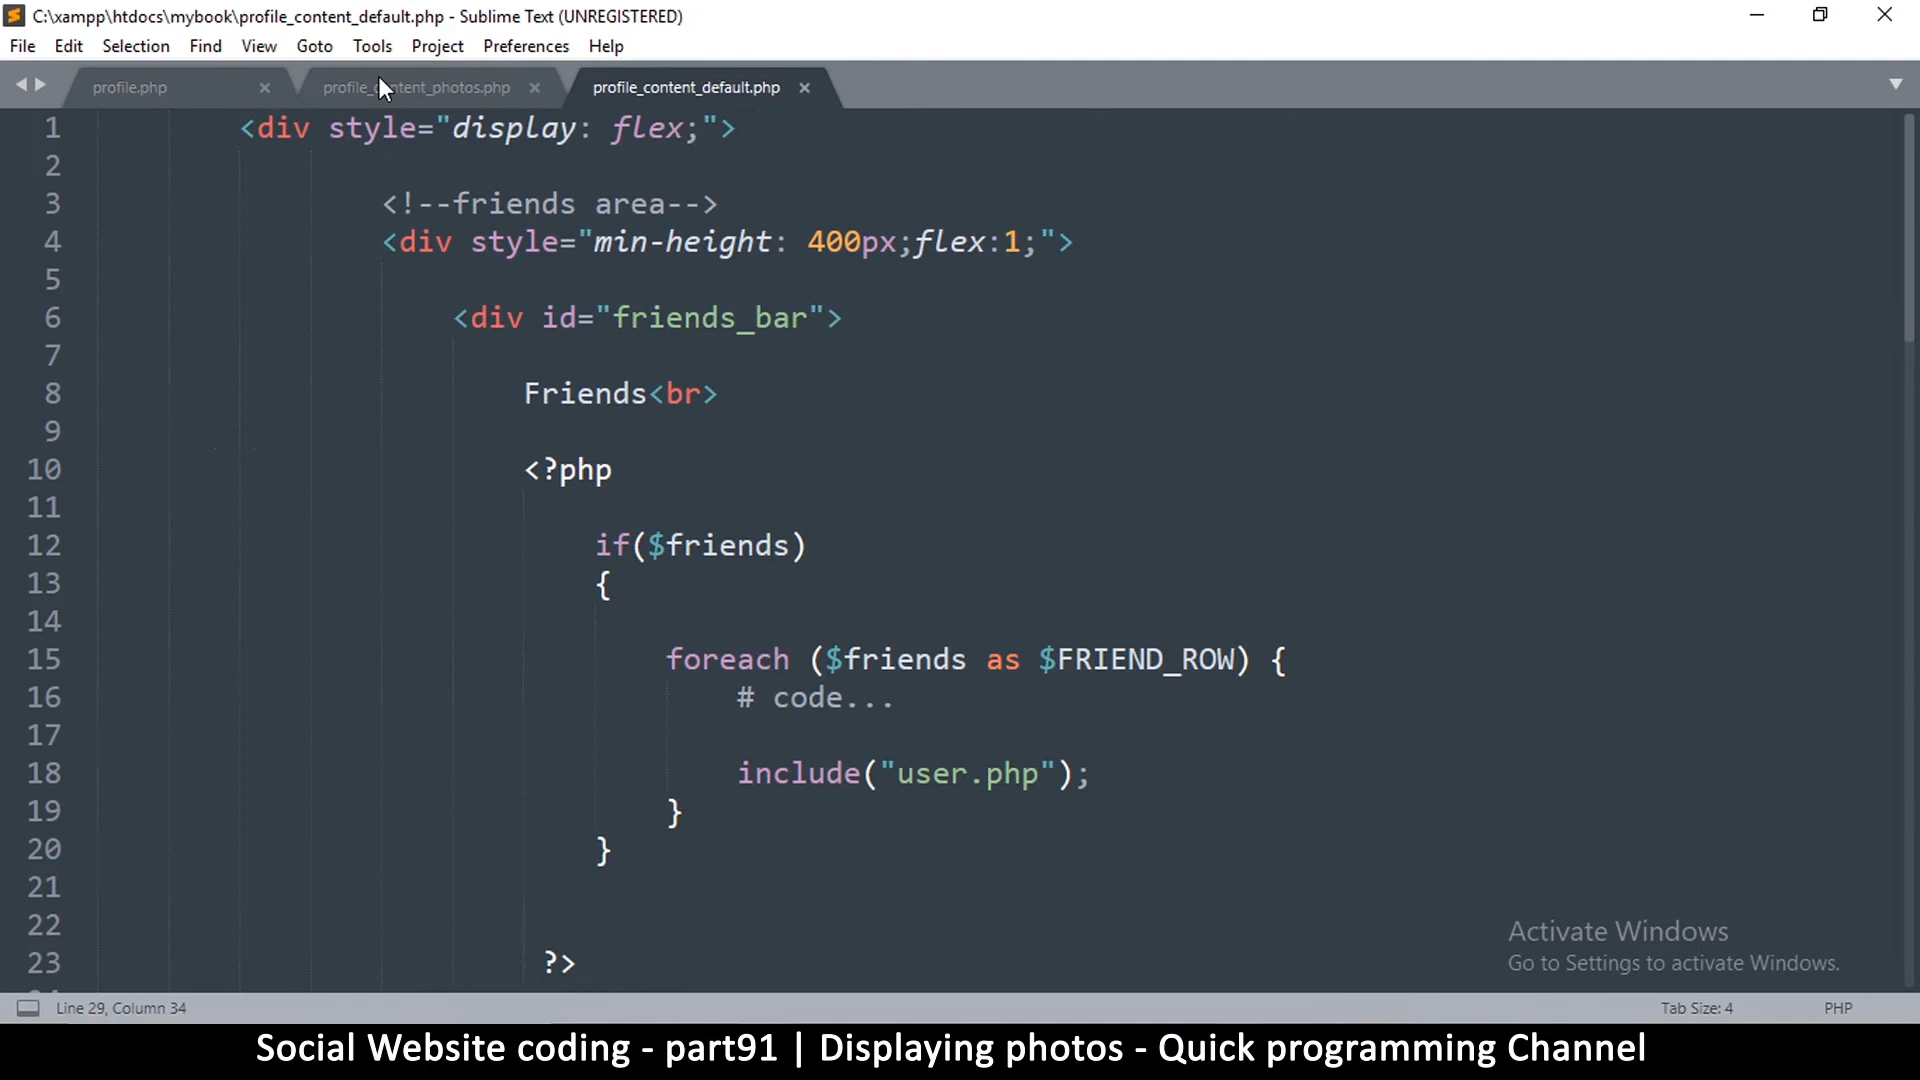 C:\xampp\htdocs\mybook\profile_content_default.php - Sublime Text (UNREGISTERED)
File Edit Selection Find View Goto Tools Project Preferences Help
profile.php profile_content_photos.php profile_content_default.php
1 <div style="display: flex;">
2
3 <!--friends area-->
4 <div style="min-height: 400px;flex:1;">
5
6 <div id="friends_bar">
7
8 Friends<br>
9
10 <?php
11
12 if($friends)
13 {
14
15 foreach ($friends as $FRIEND_ROW) {
16 # code...
17
18 include("user.php");
19 }
20 }
21
22
23 ?>
Activate Windows
Go to Settings to activate Windows.
Line 29, Column 34 Tab Size: 4 PHP
Social Website coding - part91 | Displaying photos - Quick programming Channel